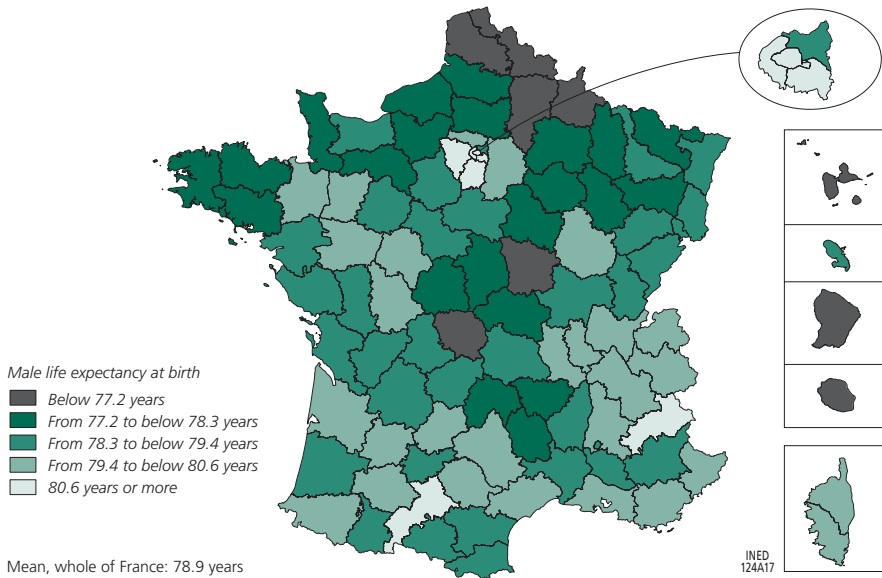 Male life expectancy at birth
Below 77.2 years
From 77.2 to below 78.3 years
From 78.3 to below 79.4 years
From 79.4 to below 80.6 years
80.6 years or more
Mean, whole of France: 78.9 years
INED
124A17